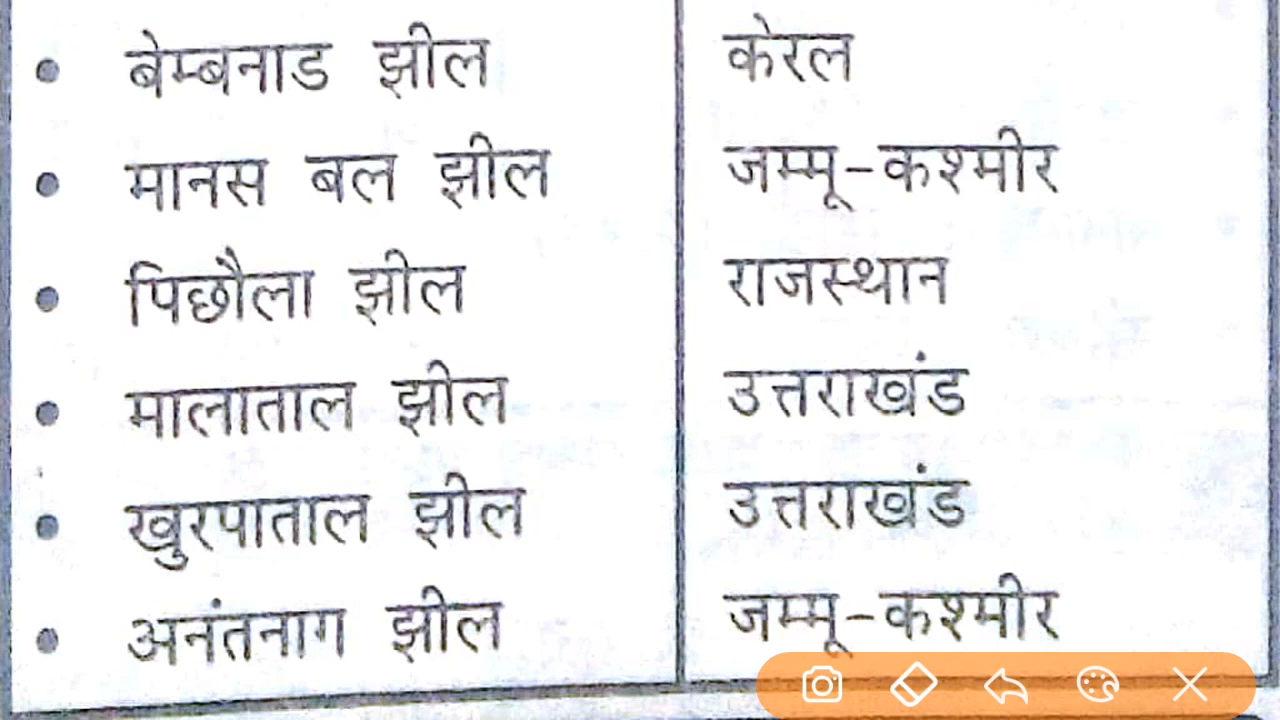 • बेम्बनाड झील केरल
• मानस बल झील जम्मू-कश्मीर
• पिछौला झील राजस्थान
• मालाताल झील उत्तराखंड
• खुरपाताल झील उत्तराखंड
• अनंतनाग झील जम्मू-कश्मीर